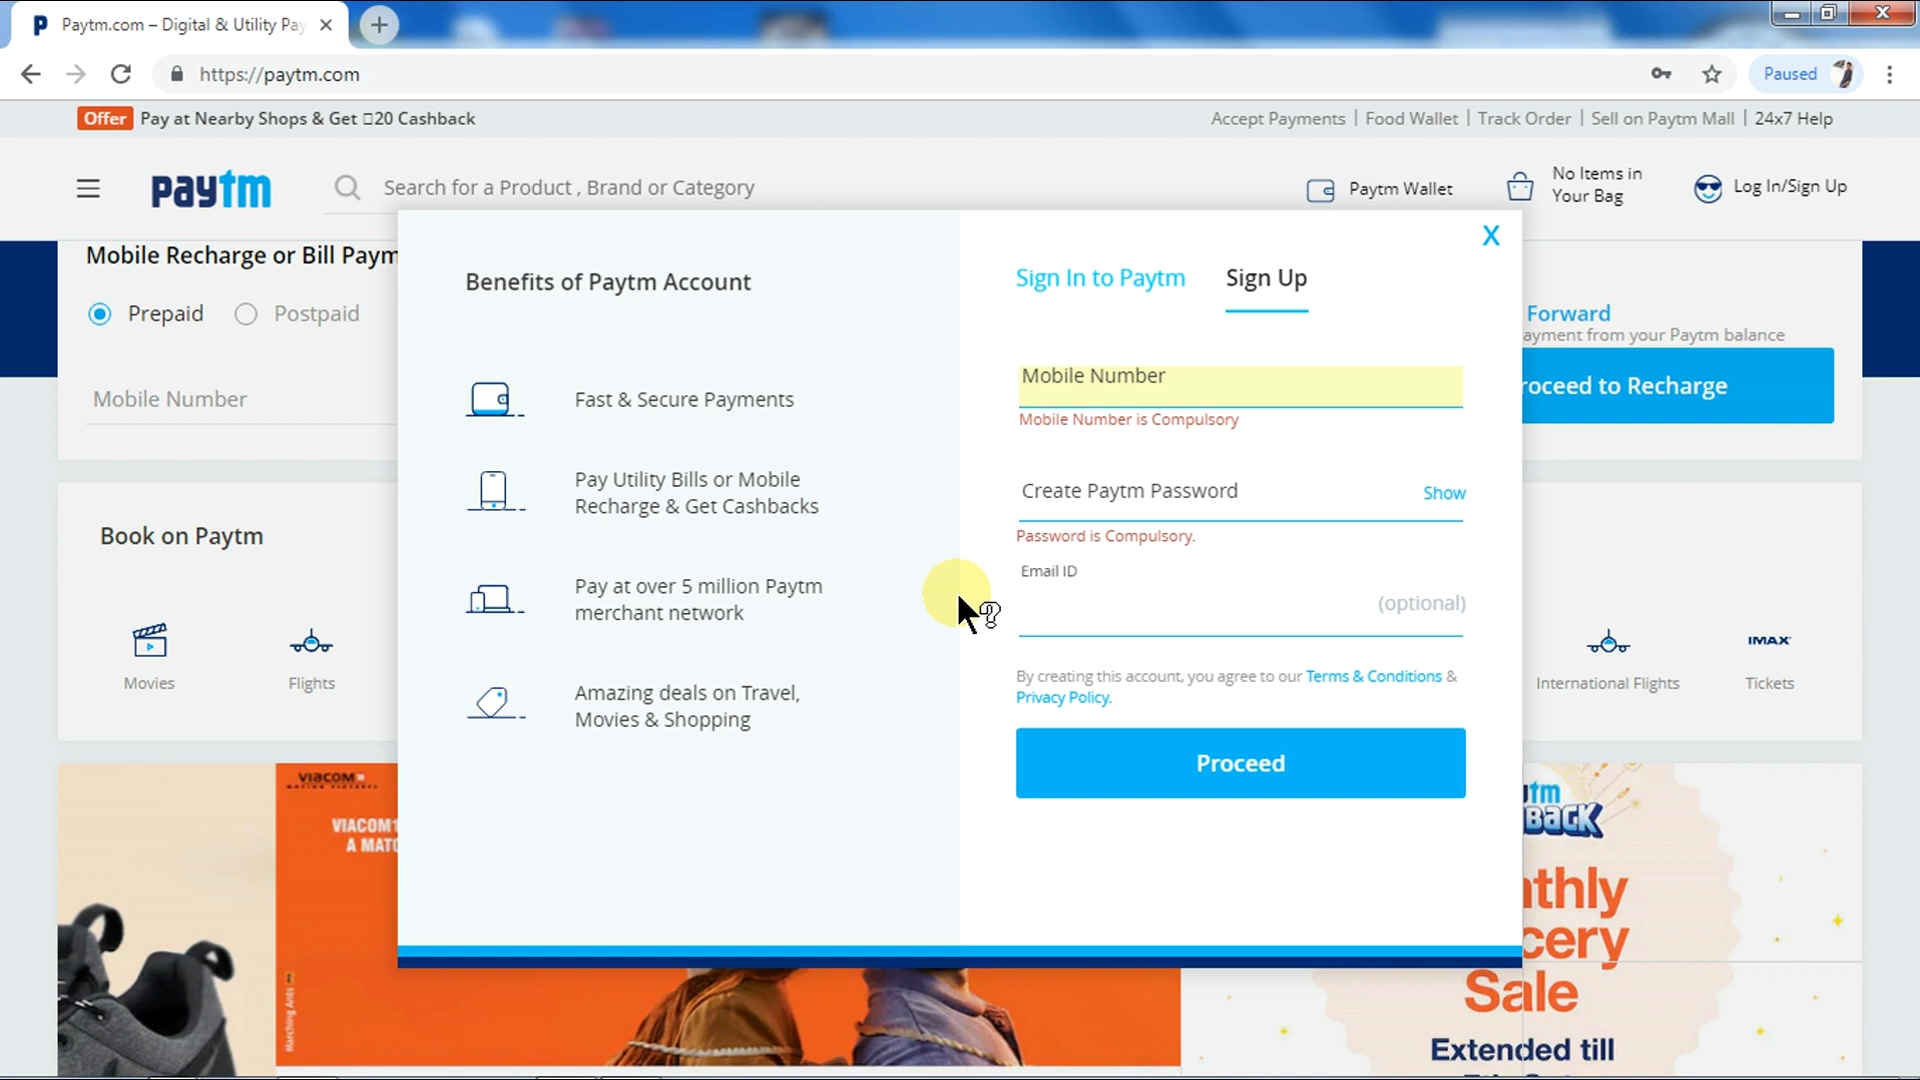 Paytm.com – Digital & Utility Pay
https://paytm.com
Paused
Offer Pay at Nearby Shops & Get 20 Cashback
Accept Payments | Food Wallet | Track Order | Sell on Paytm Mall | 24x7 Help
paytm
Search for a Product , Brand or Category
Paytm Wallet
No Items in
Your Bag
Log In/Sign Up
Mobile Recharge or Bill Paym
Prepaid
Postpaid
Mobile Number
Forward
ayment from your Paytm balance
roceed to Recharge
Benefits of Paytm Account
Fast & Secure Payments
Pay Utility Bills or Mobile
Recharge & Get Cashbacks
Pay at over 5 million Paytm
merchant network
Amazing deals on Travel,
Movies & Shopping
X
Sign In to Paytm
Sign Up
Mobile Number
Mobile Number is Compulsory
Create Paytm Password
Show
Password is Compulsory.
Email ID
(optional)
By creating this account, you agree to our Terms & Conditions &
Privacy Policy.
Proceed
Book on Paytm
Movies
Flights
International Flights
IMAX
Tickets
VIACOM
MOTION PICTURES
VIACOM1
A MATC
Marching Ants
tm
BACK
nthly
cery
Sale
Extended till